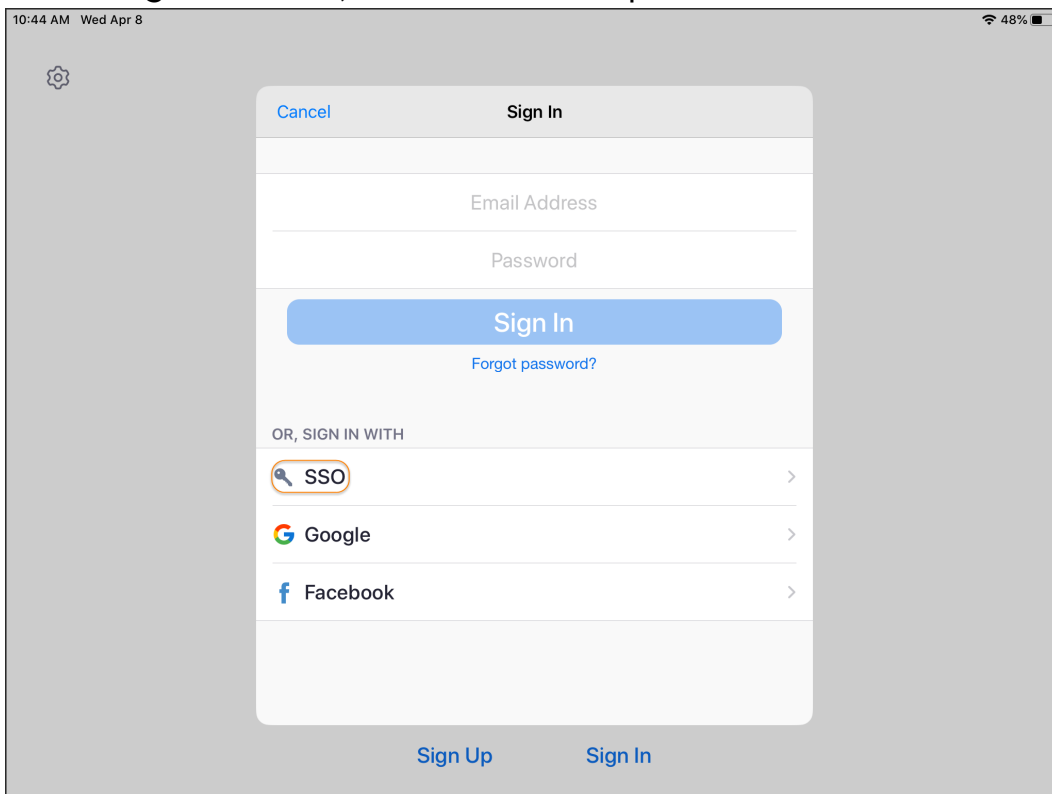 10:44 AM Wed Apr 8 48%
Cancel Sign In
Email Address
Password
Sign In
Forgot password?
OR, SIGN IN WITH
SSO
Google
Facebook
Sign Up Sign In